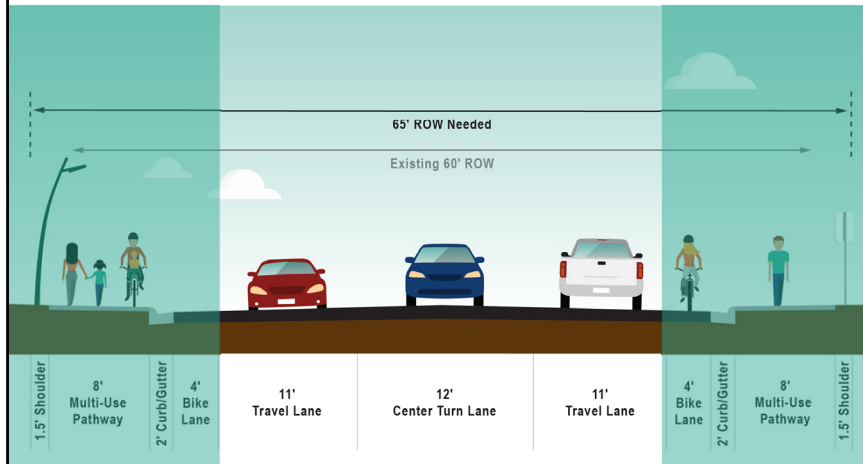 65' ROW Needed
Existing 60' ROW
1.5' Shoulder
8'
Multi-Use
Pathway
2' Curb/Gutter
4'
Bike
Lane
11'
Travel Lane
12'
Center Turn Lane
11'
Travel Lane
4'
Bike
Lane
2' Curb/Gutter
8'
Multi-Use
Pathway
1.5' Shoulder